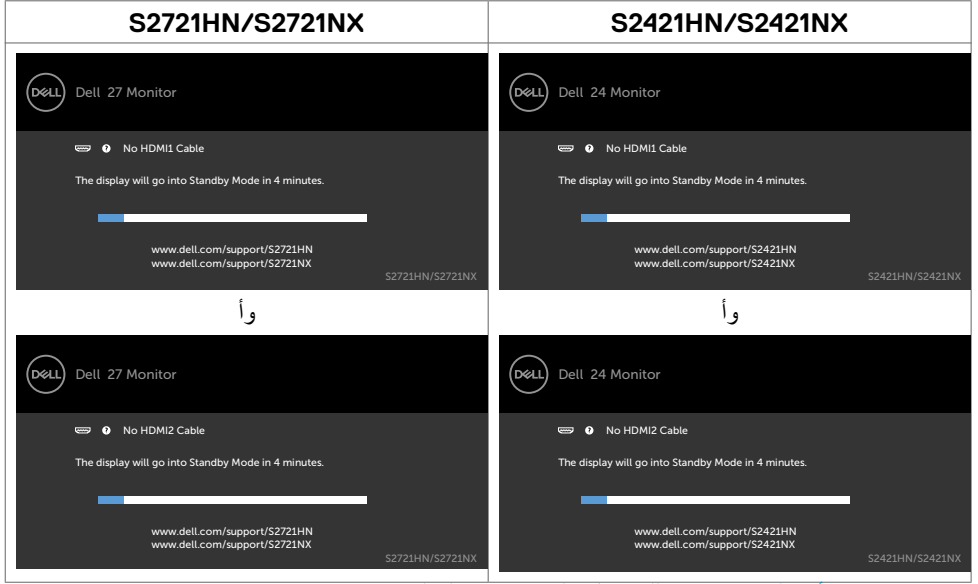 S2721HN/S2721NX
S2421HN/S2421NX
DELL Dell 27 Monitor
No HDMI1 Cable
The display will go into Standby Mode in 4 minutes.
www.dell.com/support/S2721HN
www.dell.com/support/S2721NX
S2721HN/S2721NX
DELL Dell 24 Monitor
No HDMI1 Cable
The display will go into Standby Mode in 4 minutes.
www.dell.com/support/S2421HN
www.dell.com/support/S2421NX
S2421HN/S2421NX
وأ
وأ
DELL Dell 27 Monitor
No HDMI2 Cable
The display will go into Standby Mode in 4 minutes.
www.dell.com/support/S2721HN
www.dell.com/support/S2721NX
S2721HN/S2721NX
DELL Dell 24 Monitor
No HDMI2 Cable
The display will go into Standby Mode in 4 minutes.
www.dell.com/support/S2421HN
www.dell.com/support/S2421NX
S2421HN/S2421NX